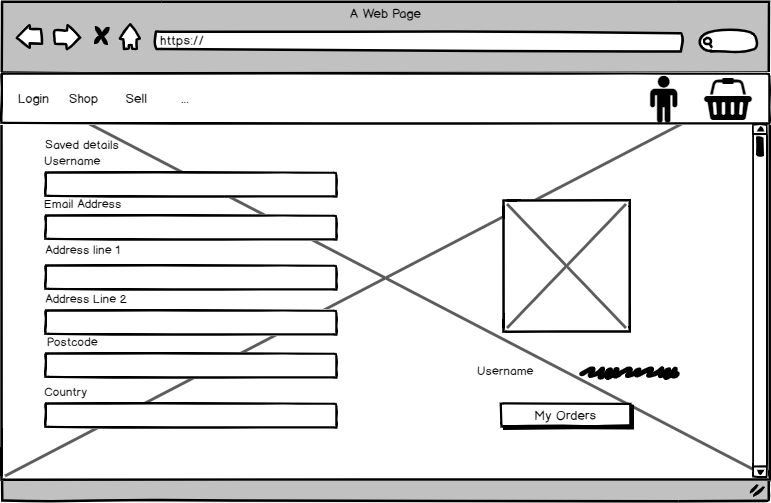 A Web Page
https://
Login Shop Sell ...
Saved details
Username
Email Address
Address line 1
Address Line 2
Postcode
Country
Username
My Orders